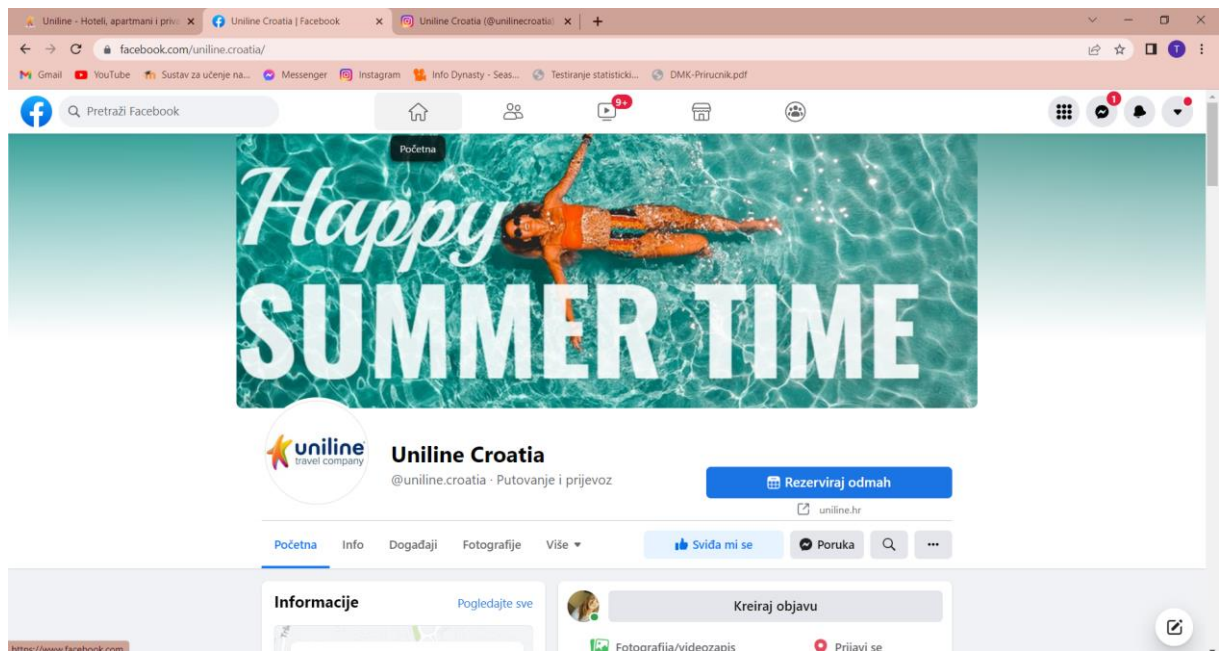 Uniline - Hoteli, apartmani i priv
Uniline Croatia | Facebook
Uniline Croatia (@unilinecroatia)
facebook.com/uniline.croatia/
T
Gmail
YouTube
Sustav za učenje na...
Messenger
Instagram
Info Dynasty - Seas...
Testiranje statisticki...
DMK-Prirucnik.pdf
Pretraži Facebook
9+
1
Početna
Happy
SUMMER TIME
uniline
travel company
Uniline Croatia
@uniline.croatia · Putovanje i prijevoz
Rezerviraj odmah
uniline.hr
Početna
Info
Događaji
Fotografije
Više
Sviđa mi se
Poruka
Informacije
Pogledajte sve
Kreiraj objavu
Fotografija/videozapis
Prijavi se
https://www.facebook.com